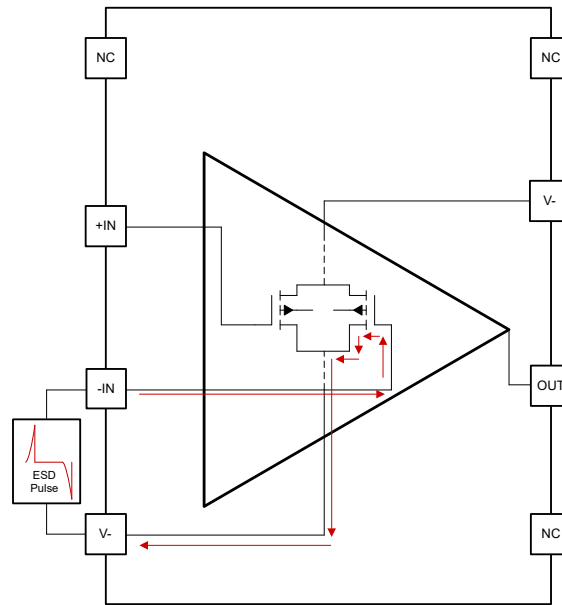 NC
NC
V-
+IN
-IN
OUT
ESD
Pulse
V-
NC